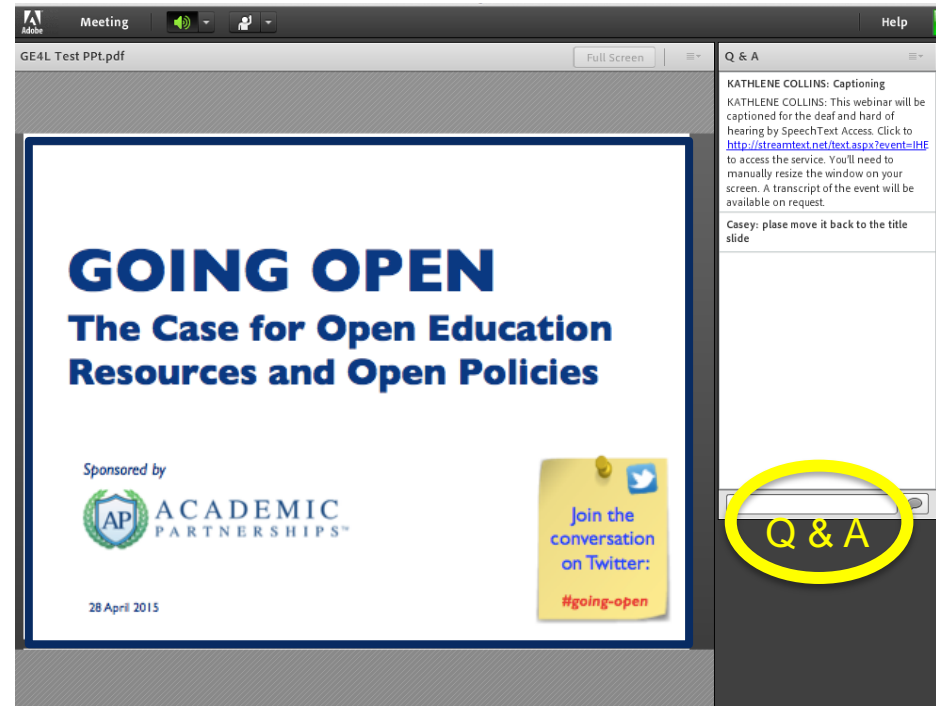 Adobe
Meeting
Help
GE4L Test PPt.pdf
Full Screen
Q & A
KATHLENE COLLINS: Captioning
KATHLENE COLLINS: This webinar will be
captioned for the deaf and hard of
hearing by SpeechText Access. Click to
http://streamtext.net/text.aspx?event=IHE
to access the service. You'll need to
manually resize the window on your
screen. A transcript of the event will be
available on request.
Casey: plase move it back to the title
slide
GOING OPEN
The Case for Open Education
Resources and Open Policies
Sponsored by
AP
ACADEMIC
PARTNERSHIPS™
28 April 2015
Join the
conversation
on Twitter:
#going-open
Q & A